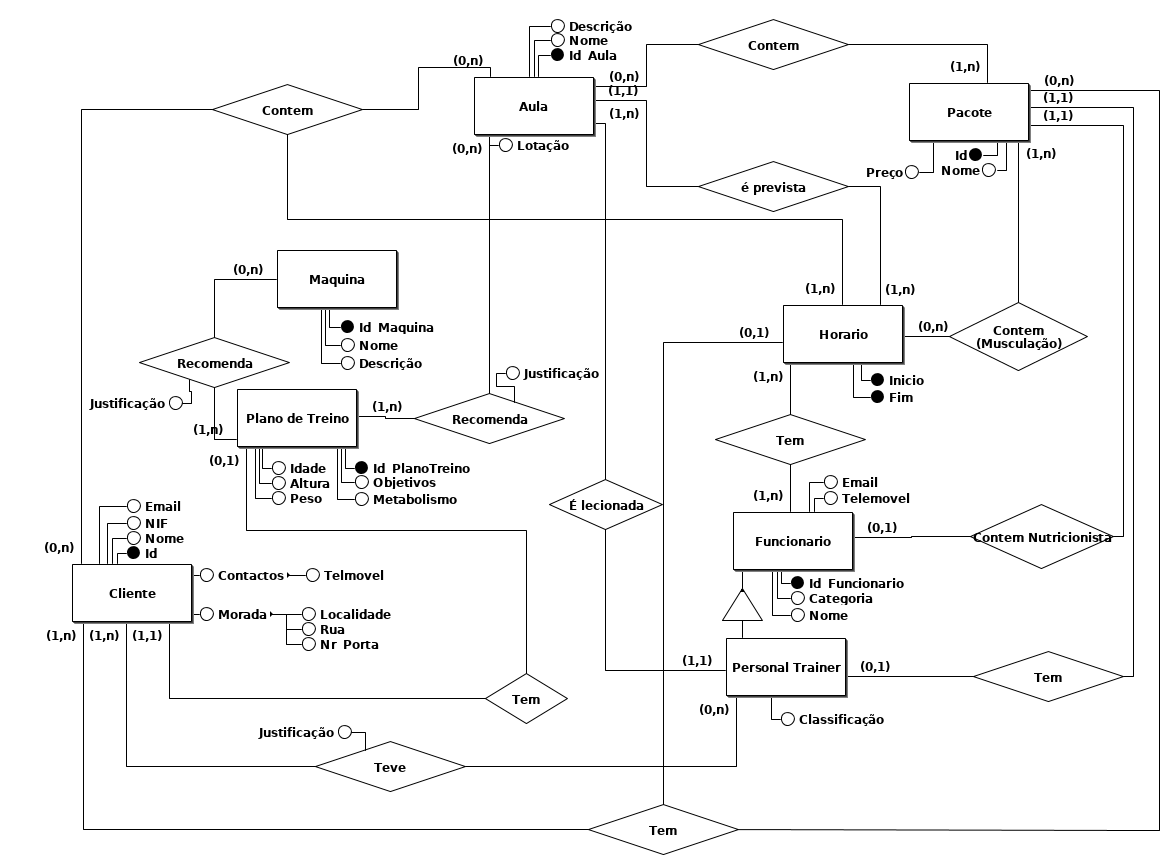 Descrição
Nome
Id Aula
(0,n)
Contem
(1,n)
(0,n)
(1,1)
(1,n)
(0,n)
(1,1)
(1,1)
Contem
Aula
Pacote
(0,n)
Lotação
Id
(1,n)
Preço
Nome
é prevista
(0,n)
Maquina
(1,n)
(1,n)
Id Maquina
Nome
Descrição
(0,1)
Horario
(0,n)
Contem
(Musculação)
Recomenda
Justificação
Justificação
(1,n)
Inicio
Fim
(1,n)
Recomenda
Plano de Treino
(1,n)
Tem
(0,1)
Idade
Altura
Peso
Id PlanoTreino
Objetivos
Metabolismo
É lecionada
(1,n)
Email
Telemovel
Email
NIF
Nome
Id
(0,n)
Funcionario
(0,1)
Contem Nutricionista
Cliente
Contactos
Telmovel
Morada
Localidade
Rua
Nr Porta
Id Funcionario
Categoria
Nome
(1,n)
(1,n)
(1,1)
(1,1)
Personal Trainer
(0,1)
Tem
Tem
(0,n)
Classificação
Justificação
Teve
Tem